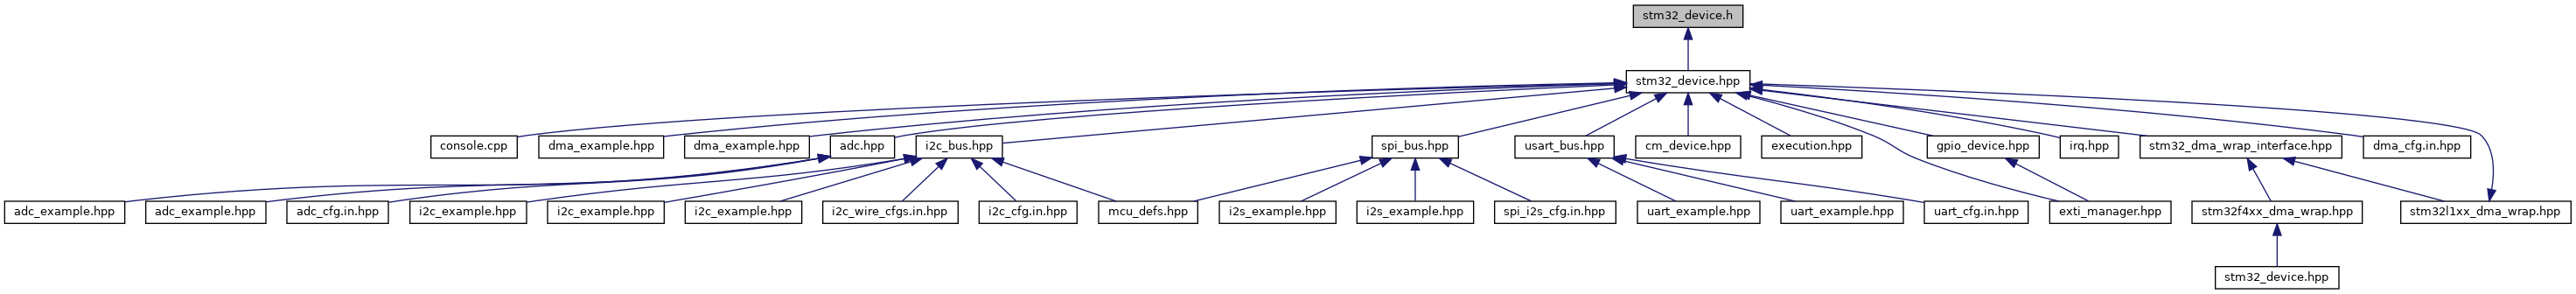 stm32_device.h
stm32_device.hpp
console.cpp
dma_example.hpp
dma_example.hpp
adc.hpp
i2c_bus.hpp
spi_bus.hpp
usart_bus.hpp
cm_device.hpp
execution.hpp
gpio_device.hpp
irq.hpp
stm32_dma_wrap_interface.hpp
dma_cfg.in.hpp
adc_example.hpp
adc_example.hpp
adc_cfg.in.hpp
i2c_example.hpp
i2c_example.hpp
i2c_example.hpp
i2c_wire_cfgs.in.hpp
i2c_cfg.in.hpp
mcu_defs.hpp
i2s_example.hpp
i2s_example.hpp
spi_i2s_cfg.in.hpp
uart_example.hpp
uart_example.hpp
uart_cfg.in.hpp
exti_manager.hpp
stm32f4xx_dma_wrap.hpp
stm32l1xx_dma_wrap.hpp
stm32_device.hpp